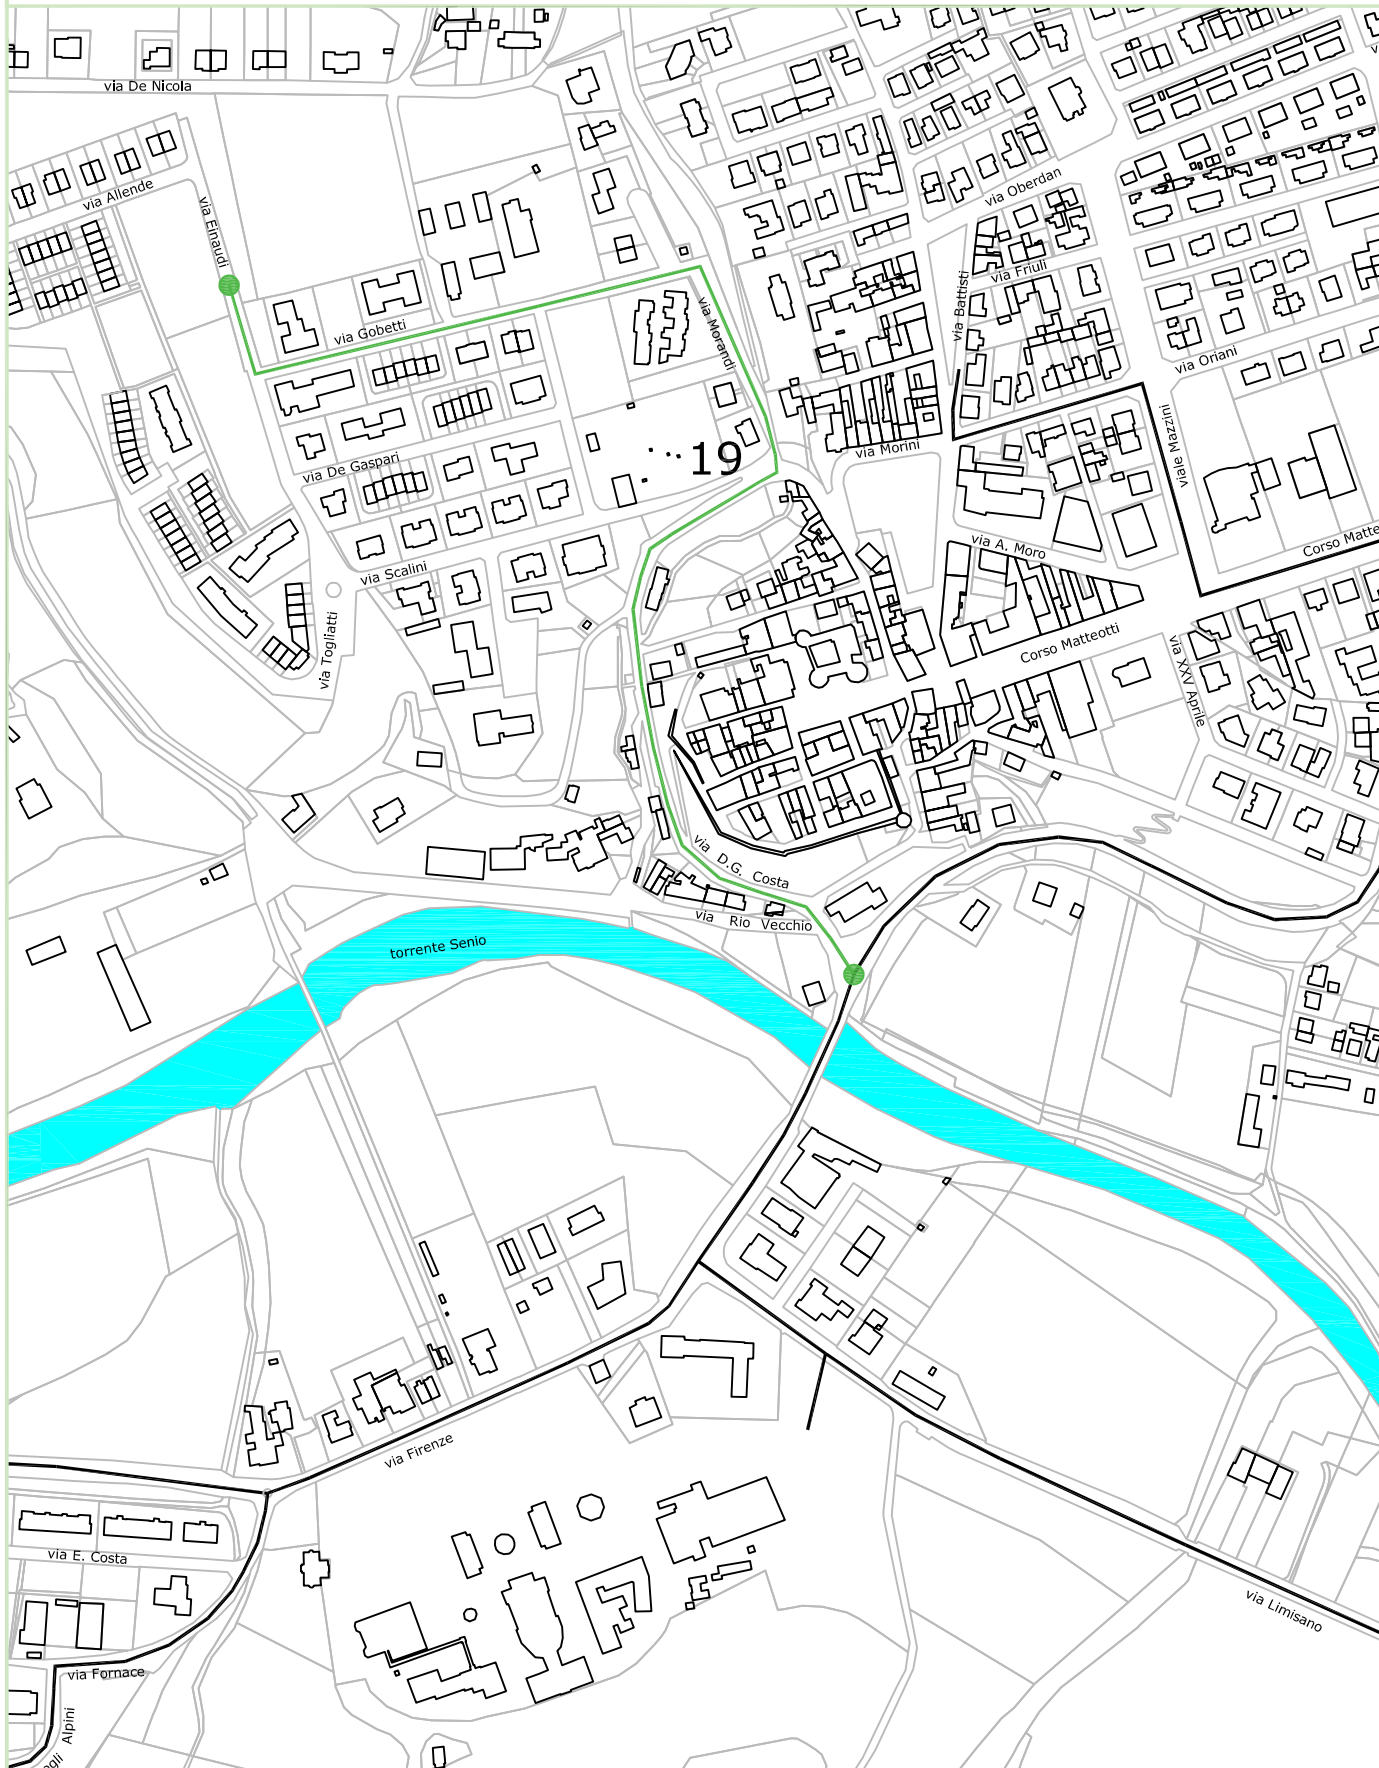 via De Nicola
via Allende
via Einaudi
via Oberdan
via Friuli
via Battisti
via Gobetti
via Morandi
via Oriani
viale Mazzini
via Morini
19
via De Gaspari
via A. Moro
Corso Matte
via Scalini
via Togliatti
Corso Matteotti
via XXV Aprile
via D.G. Costa
via Rio Vecchio
torrente Senio
via Firenze
via E. Costa
via Limisano
via Fornace
Alpini
agli